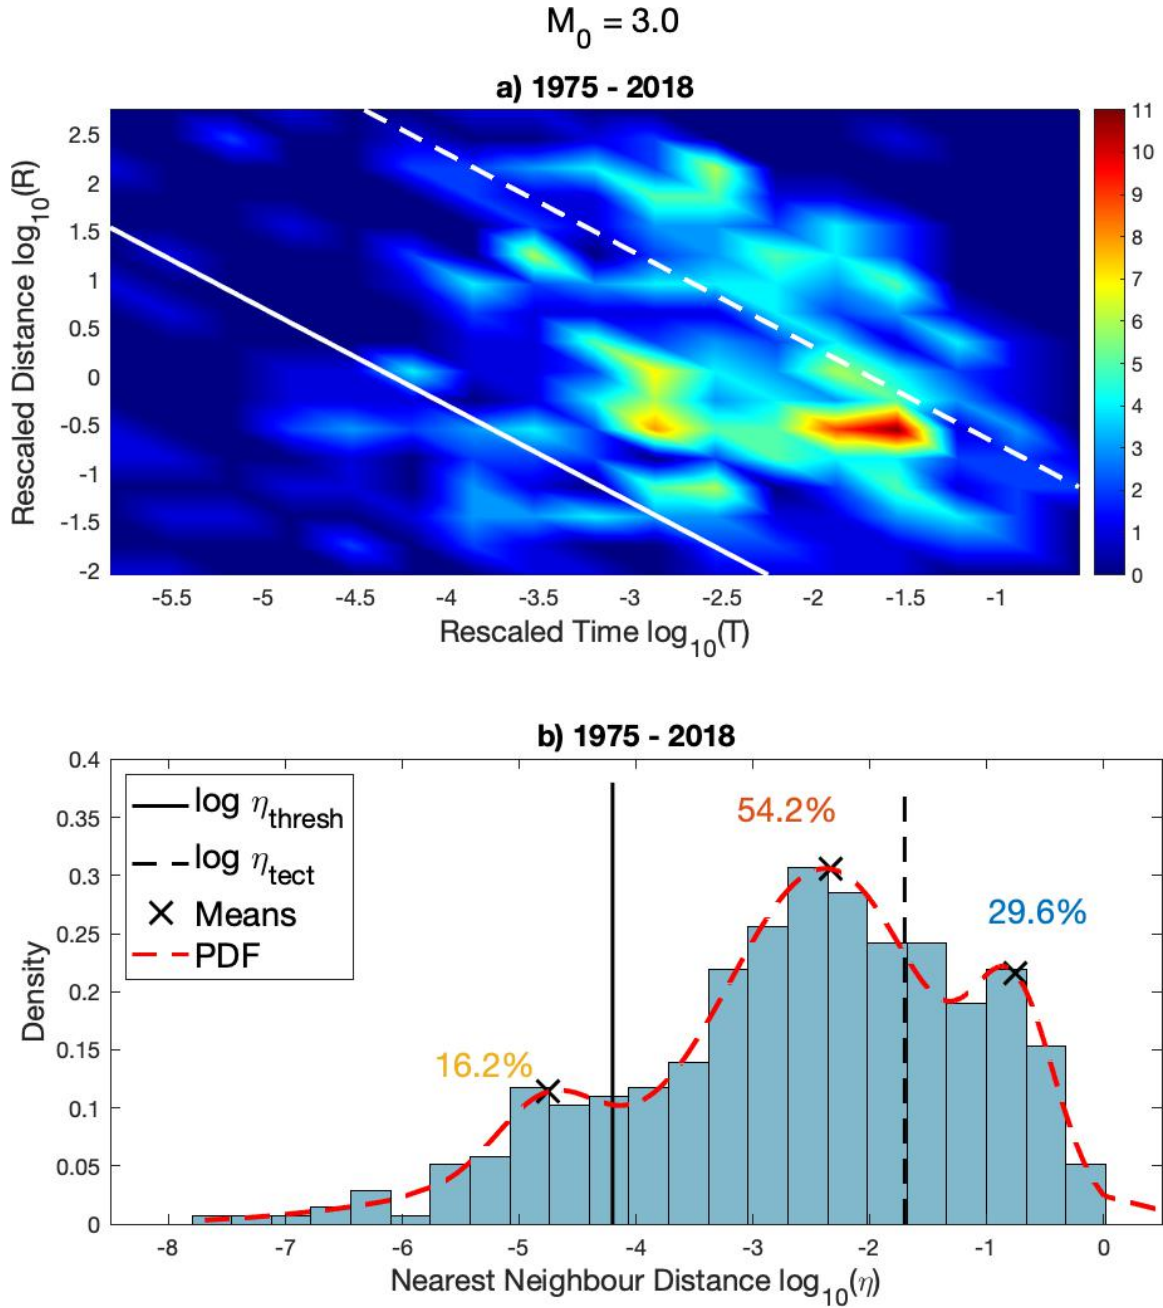 M0 = 3.0
a) 1975 - 2018
Rescaled Distance log10(R)
2.5
2
1.5
1
0.5
0
-0.5
-1
-1.5
-2
-5.5 -5 -4.5 -4 -3.5 -3 -2.5 -2 -1.5 -1
Rescaled Time log10(T)
11
10
9
8
7
6
5
4
3
2
1
0
b) 1975 - 2018
Density
0.4
0.35
0.3
0.25
0.2
0.15
0.1
0.05
0
log ηthresh
log ηtect
Means
PDF
54.2%
29.6%
16.2%
-8 -7 -6 -5 -4 -3 -2 -1 0
Nearest Neighbour Distance log10(η)